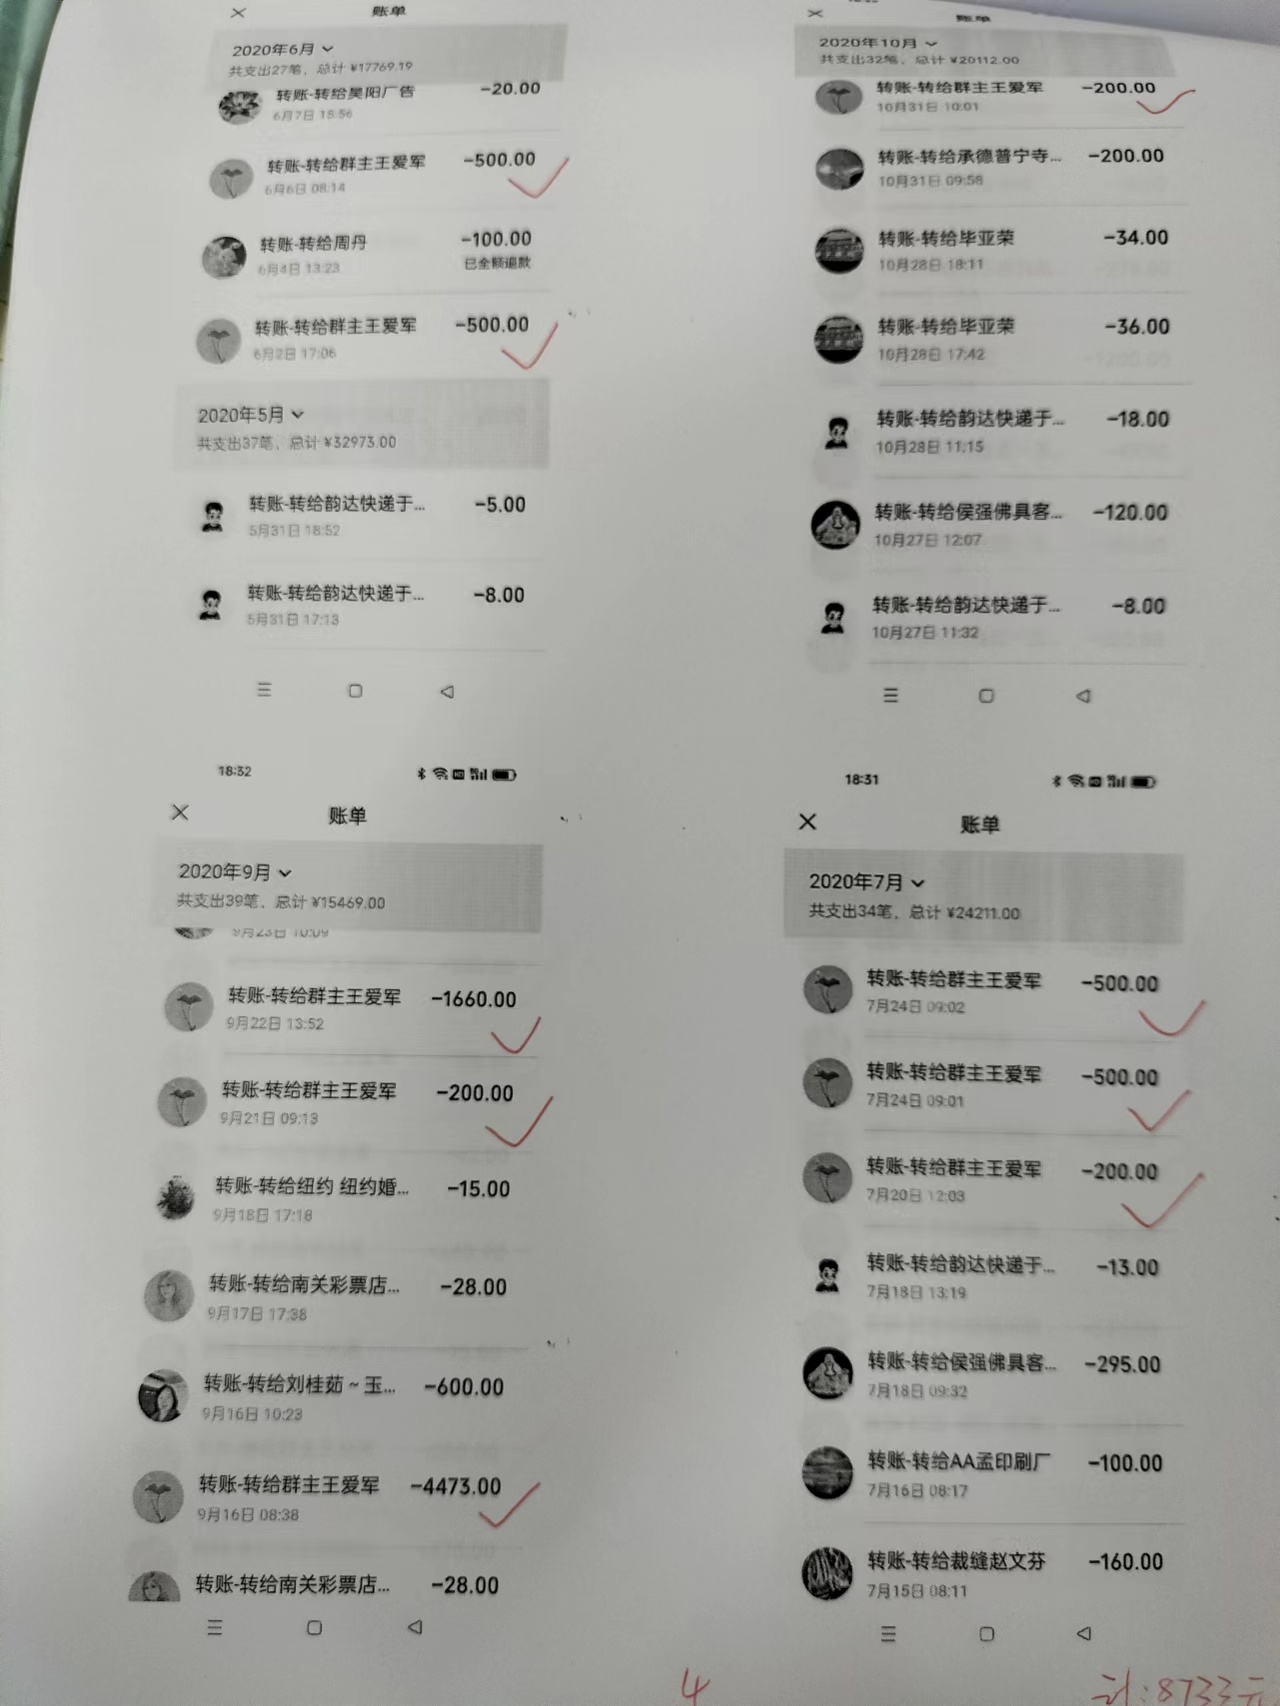 账单
2020年6月
共支出27笔、总计 ¥17769.19
转账-转给昊阳广告 -20.00
6月7日 18:56
转账-转给群主王爱军 -500.00
6月6日 08:14
转账-转给周丹 -100.00
6月4日 13:23 已全额退款
转账-转给群主王爱军 -500.00
6月2日 17:06
2020年5月
共支出37笔、总计 ¥32973.00
转账-转给韵达快递于... -5.00
5月31日 18:52
转账-转给韵达快递于... -8.00
5月31日 17:13
账单
2020年10月
共支出32笔、总计 ¥20112.00
转账-转给群主王爱军 -200.00
10月31日 10:01
转账-转给承德普宁寺... -200.00
10月31日 09:58
转账-转给毕亚荣 -34.00
10月28日 18:11
转账-转给毕亚荣 -36.00
10月28日 17:42
转账-转给韵达快递于... -18.00
10月28日 11:15
转账-转给侯强佛具客... -120.00
10月27日 12:07
转账-转给韵达快递于... -8.00
10月27日 11:32
18:32
账单
2020年9月
共支出39笔、总计 ¥15469.00
9月23日 10:09
转账-转给群主王爱军 -1660.00
9月22日 13:52
转账-转给群主王爱军 -200.00
9月21日 09:13
转账-转给纽约 纽约婚... -15.00
9月18日 17:18
转账-转给南关彩票店... -28.00
9月17日 17:38
转账-转给刘桂茹~玉... -600.00
9月16日 10:23
转账-转给群主王爱军 -4473.00
9月16日 08:38
转账-转给南关彩票店... -28.00
18:31
账单
2020年7月
共支出34笔、总计 ¥24211.00
转账-转给群主王爱军 -500.00
7月24日 09:02
转账-转给群主王爱军 -500.00
7月24日 09:01
转账-转给群主王爱军 -200.00
7月20日 12:03
转账-转给韵达快递于... -13.00
7月18日 13:19
转账-转给侯强佛具客... -295.00
7月18日 09:32
转账-转给AA孟印刷厂 -100.00
7月16日 08:17
转账-转给裁缝赵文芬 -160.00
7月15日 08:11
4
计:8733元